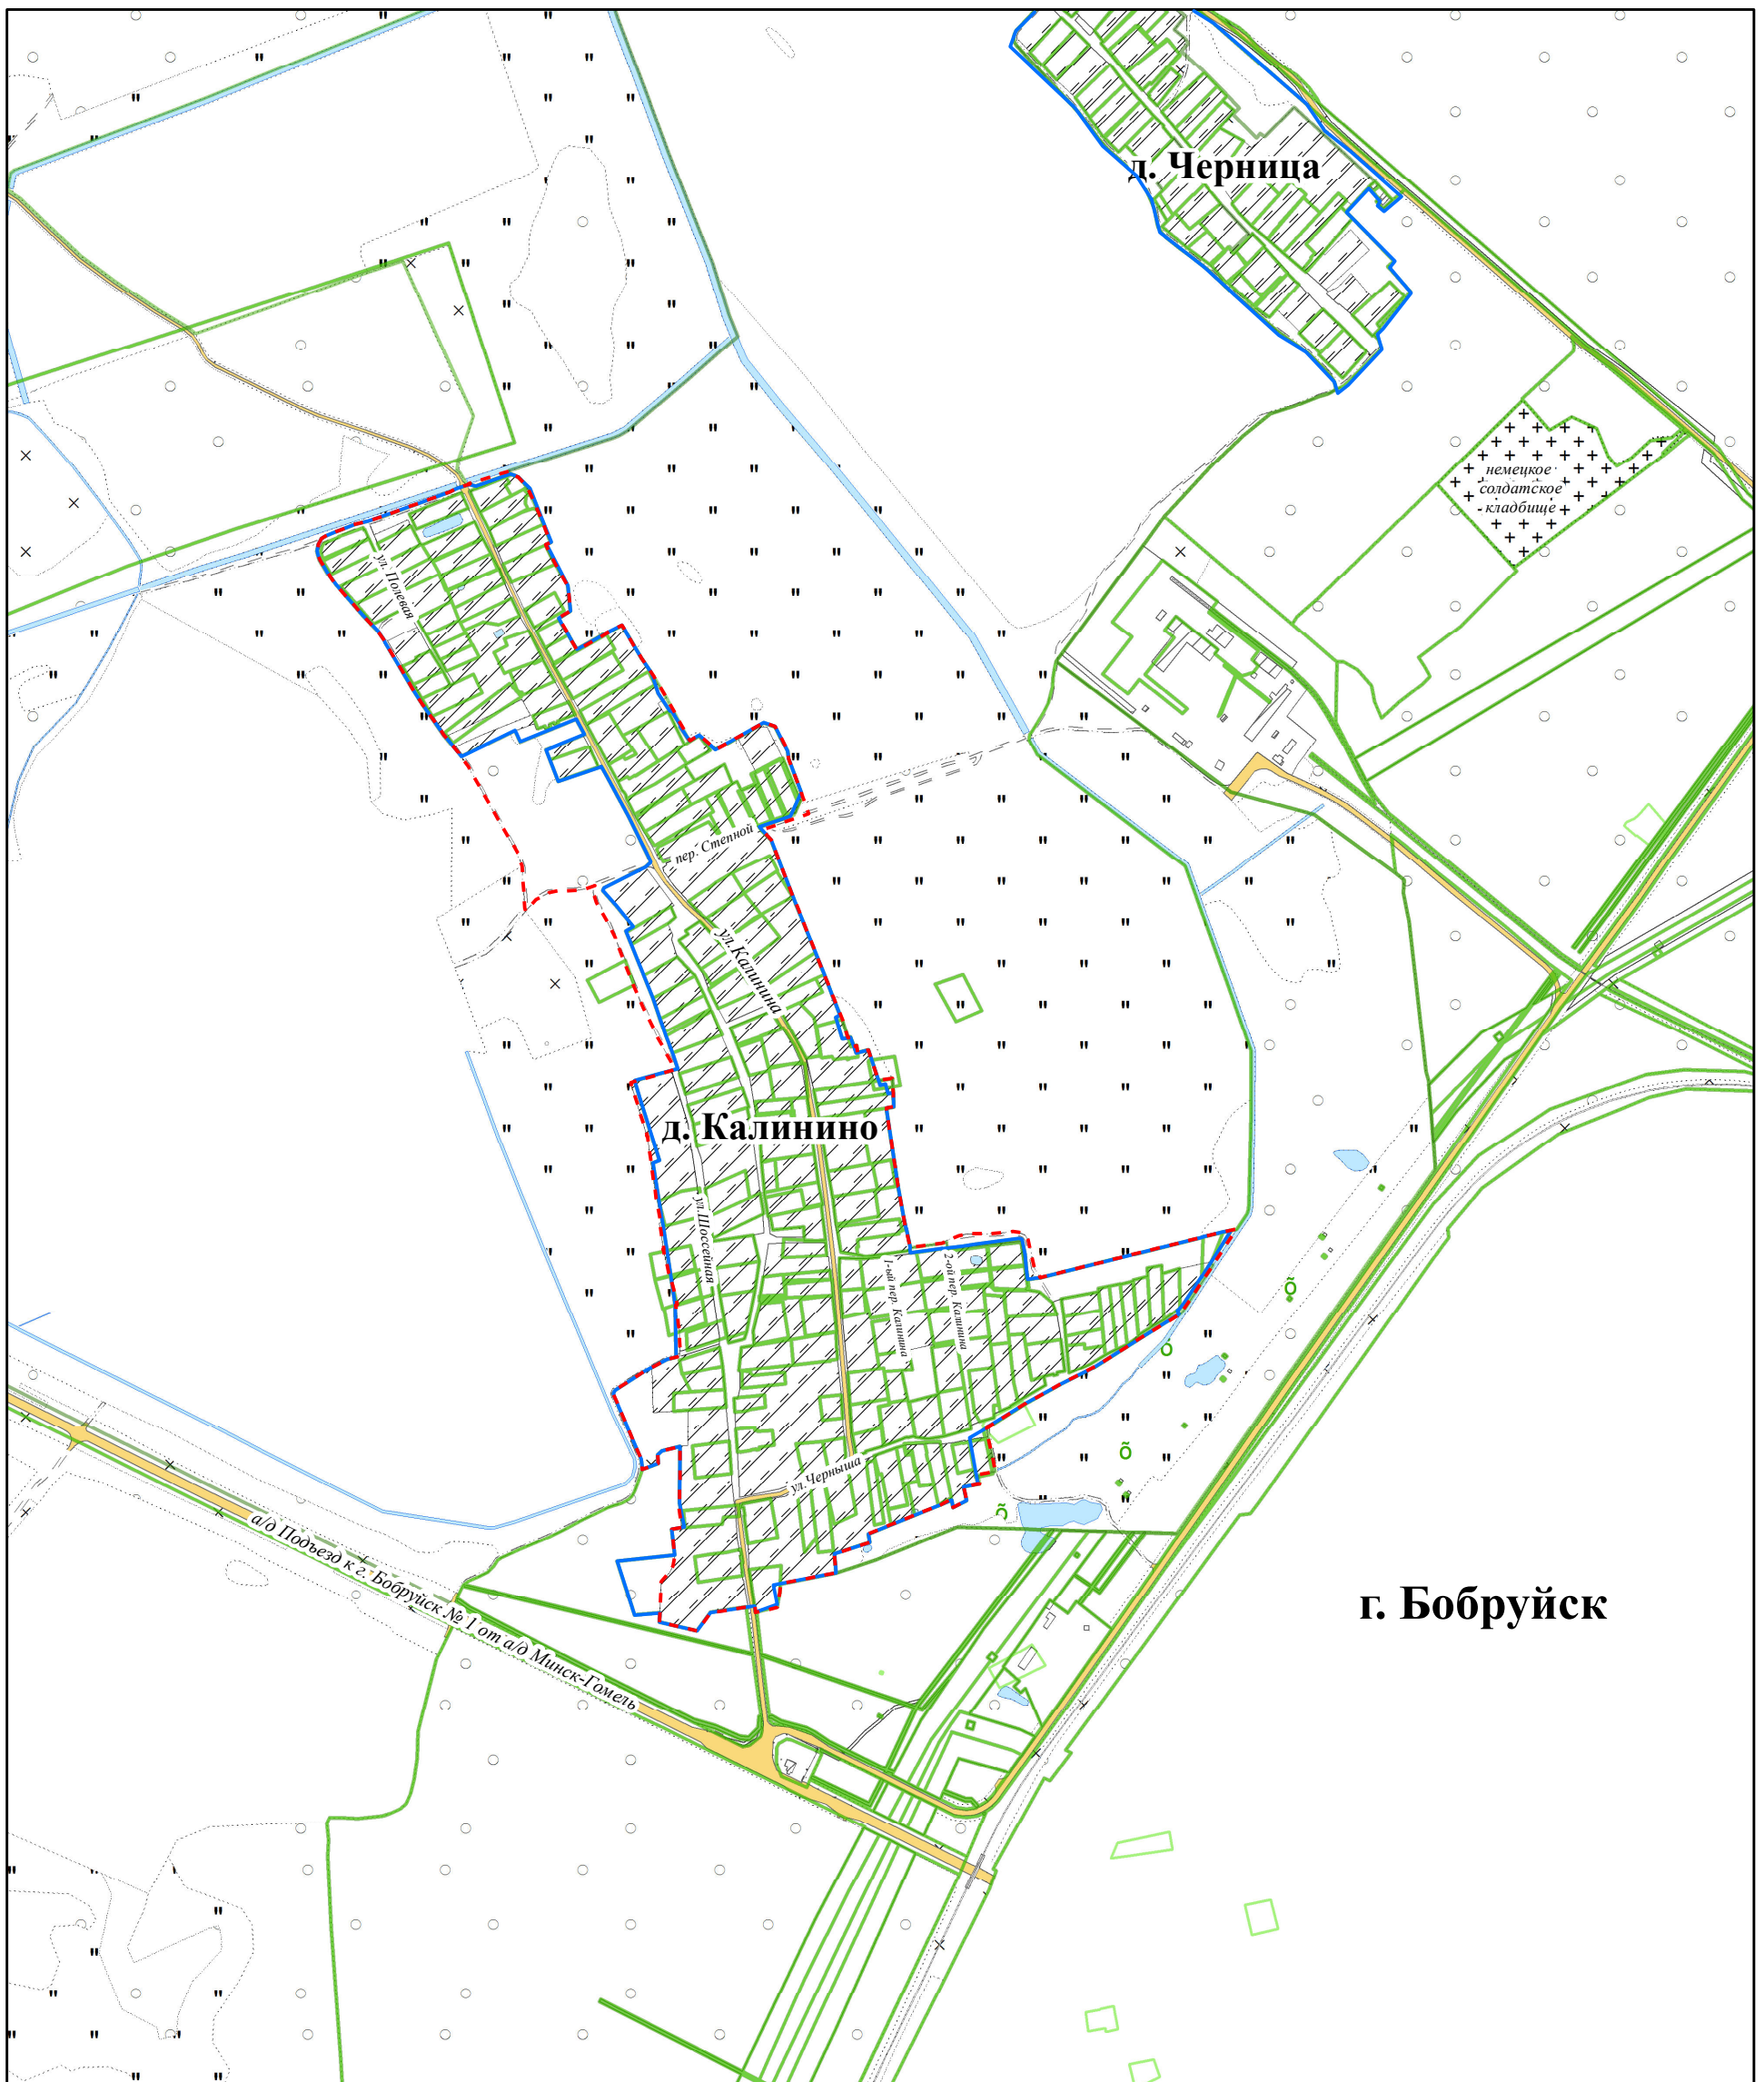 д. Черница
немецкое
солдатское
кладбище
ул. Полевая
пер. Степной
ул.Калинина
д. Калинино
ул.Шоссейная
1-ый пер. Калинина
2-ой пер. Калинина
ул. Черныша
а/д Подъезд к г. Бобруйск № 1 от а/д Минск-Гомель
г. Бобруйск